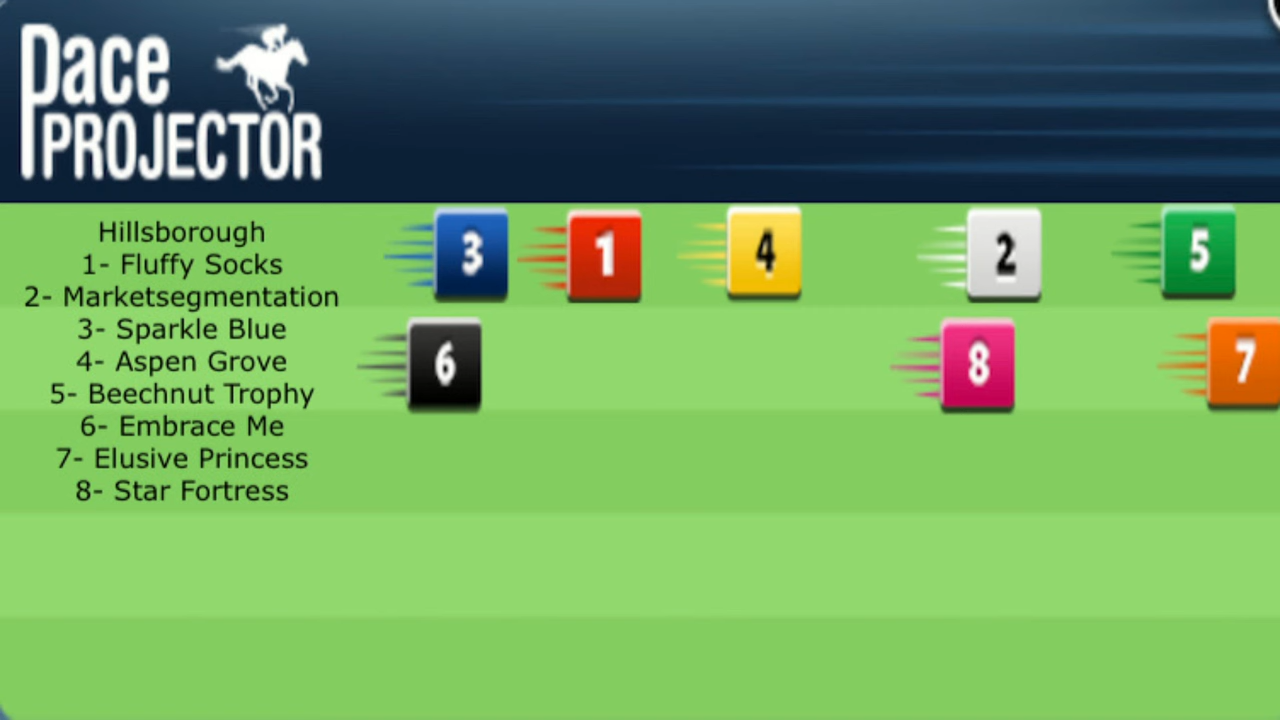 Pace
PROJECTOR
Hillsborough
1- Fluffy Socks
2- Marketsegmentation
3- Sparkle Blue
4- Aspen Grove
5- Beechnut Trophy
6- Embrace Me
7- Elusive Princess
8- Star Fortress
3 1 4 2 5
6 8 7